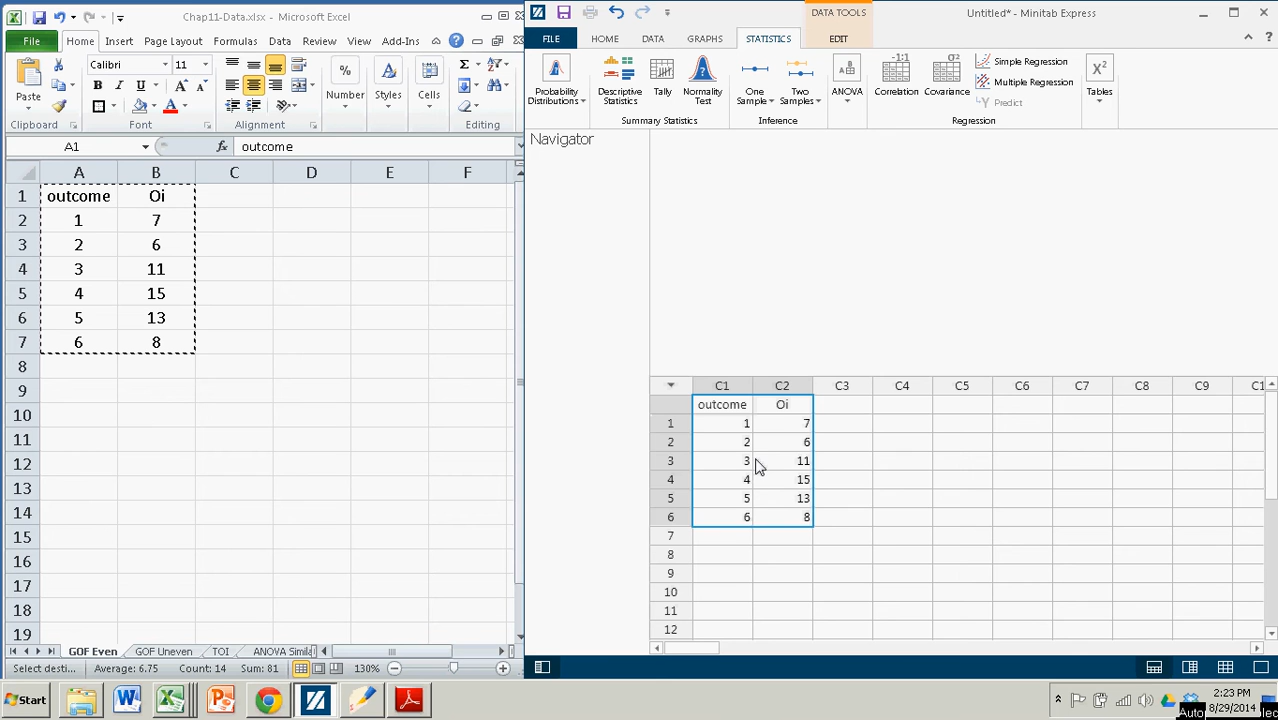 Chap11-Data.xlsx - Microsoft Excel
File Home Insert Page Layout Formulas Data Review View Add-Ins
Calibri 11
Paste
Number Styles Cells
Clipboard Font Alignment Editing
A1 fx outcome
A B C D E F
1 outcome Oi
2 1 7
3 2 6
4 3 11
5 4 15
6 5 13
7 6 8
8
9
10
11
12
13
14
15
16
17
18
19
GOF Even GOF Uneven TOI ANOVA Simila
Select desti... Average: 6.75 Count: 14 Sum: 81 130%
Untitled* - Minitab Express
DATA TOOLS
FILE HOME DATA GRAPHS STATISTICS EDIT
Probability Distributions
Descriptive Statistics
Tally
Normality Test
One Sample
Two Samples
ANOVA
Correlation
Covariance
Simple Regression
Multiple Regression
Predict
Tables
Summary Statistics Inference Regression
Navigator
C1 C2 C3 C4 C5 C6 C7 C8 C9 C1
outcome Oi
1 1 7
2 2 6
3 3 11
4 4 15
5 5 13
6 6 8
7
8
9
10
11
12
Start
2:23 PM
8/29/2014